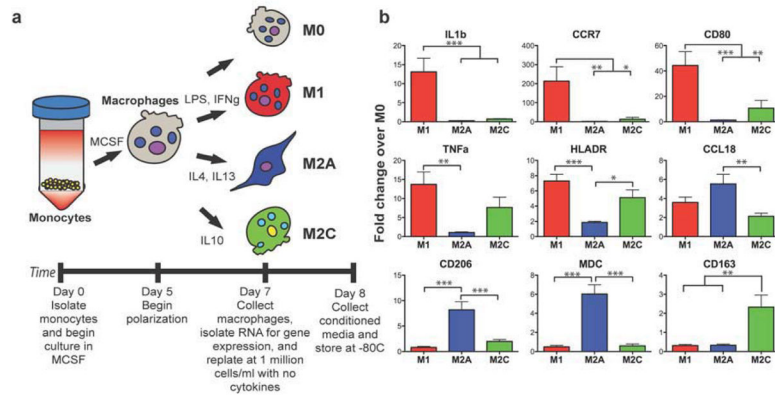 a
M0
Macrophages
LPS, IFNg
M1
MCSF
IL4, IL13
M2A
Monocytes
IL10
M2C
Time
Day 0
Isolate
monocytes
and begin
culture in
MCSF
Day 5
Begin
polarization
Day 7
Collect
macrophages,
isolate RNA for gene
expression, and
replate at 1 million
cells/ml with no
cytokines
Day 8
Collect
conditioned
media and
store at -80C
b
Fold change over M0
IL1b
20
15
10
5
0
***
M1 M2A M2C
CCR7
400
300
200
100
0
** *
M1 M2A M2C
CD80
60
40
20
0
*** **
M1 M2A M2C
TNFa
20
15
10
5
0
**
M1 M2A M2C
HLADR
10
8
6
4
2
0
***
*
M1 M2A M2C
CCL18
8
6
4
2
0
**
M1 M2A M2C
CD206
15
10
5
0
***
***
M1 M2A M2C
MDC
8
6
4
2
0
*** ***
M1 M2A M2C
CD163
4
3
2
1
0
**
M1 M2A M2C